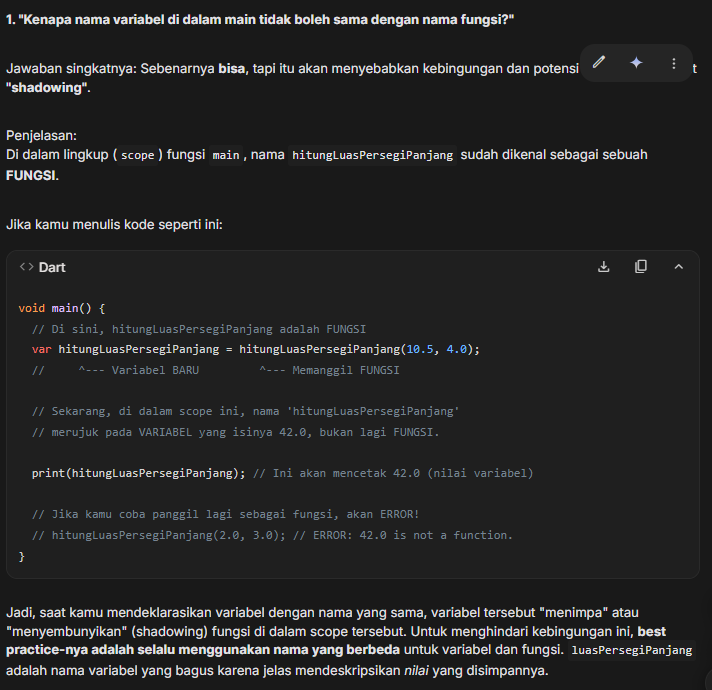 1. "Kenapa nama variabel di dalam main tidak boleh sama dengan nama fungsi?"
Jawaban singkatnya: Sebenarnya bisa, tapi itu akan menyebabkan kebingungan dan potensi
"shadowing".
Penjelasan:
Di dalam lingkup ( scope ) fungsi main , nama hitungLuasPersegiPanjang sudah dikenal sebagai sebuah
FUNGSI.
Jika kamu menulis kode seperti ini:
<> Dart
void main() {
// Di sini, hitungLuasPersegiPanjang adalah FUNGSI
var hitungLuasPersegiPanjang = hitungLuasPersegiPanjang(10.5, 4.0);
// ^--- Variabel BARU ^--- Memanggil FUNGSI
// Sekarang, di dalam scope ini, nama 'hitungLuasPersegiPanjang'
// merujuk pada VARIABEL yang isinya 42.0, bukan lagi FUNGSI.
print(hitungLuasPersegiPanjang); // Ini akan mencetak 42.0 (nilai variabel)
// Jika kamu coba panggil lagi sebagai fungsi, akan ERROR!
// hitungLuasPersegiPanjang(2.0, 3.0); // ERROR: 42.0 is not a function.
}
Jadi, saat kamu mendeklarasikan variabel dengan nama yang sama, variabel tersebut "menimpa" atau
"menyembunyikan" (shadowing) fungsi di dalam scope tersebut. Untuk menghindari kebingungan ini, best
practice-nya adalah selalu menggunakan nama yang berbeda untuk variabel dan fungsi. luasPersegiPanjang
adalah nama variabel yang bagus karena jelas mendeskripsikan nilai yang disimpannya.